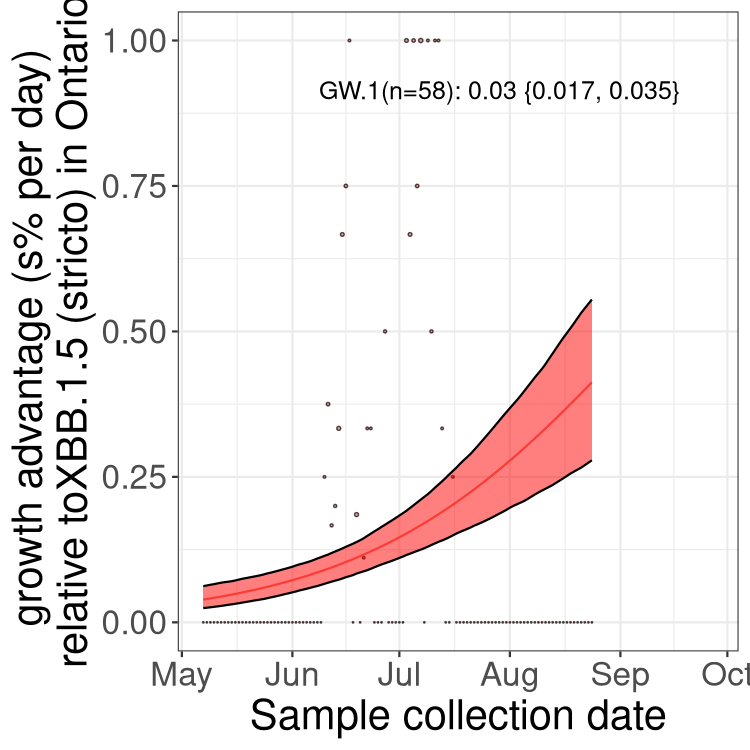 growth advantage (s% per day)
relative toXBB.1.5 (stricto) in Ontario
1.00
0.75
0.50
0.25
0.00
GW.1(n=58): 0.03 {0.017, 0.035}
May Jun Jul Aug Sep Oct
Sample collection date